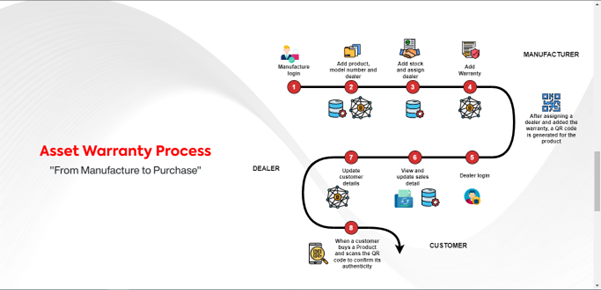 MANUFACTURER
Manufacture
login
Add product,
model number and
dealer
Add stock
and assign
dealer
Add
Warranty
1
2
3
4
After assigning a
dealer and added the
warranty, a QR code
is generated for the
product
Asset Warranty Process
"From Manufacture to Purchase"
DEALER
7
6
5
Update
customer
details
View and
update sales
detail
Dealer login
8
When a customer
buys a Product
and scans the QR
code to confirm its
authenticity
CUSTOMER